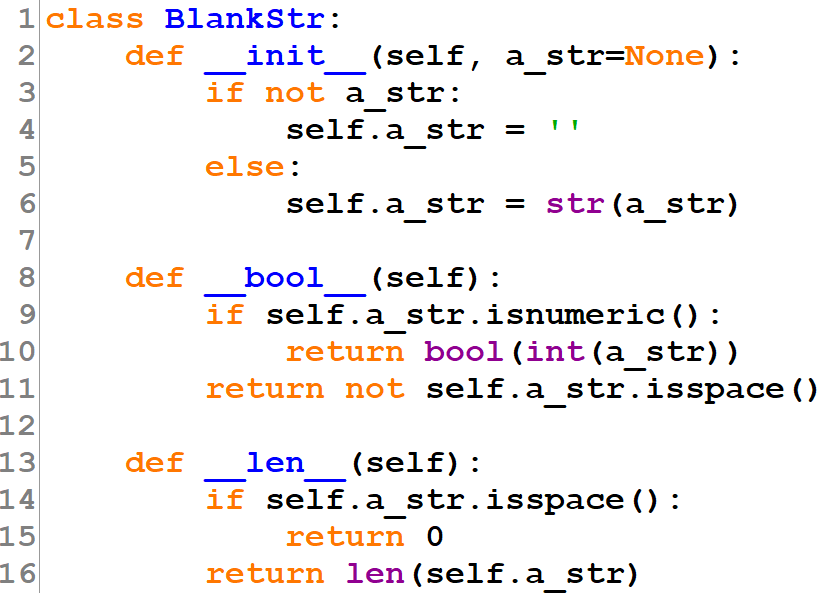 1 class BlankStr:
2     def __init__(self, a_str=None):
3         if not a_str:
4             self.a_str = ''
5         else:
6             self.a_str = str(a_str)
7
8     def __bool__(self):
9         if self.a_str.isnumeric():
10             return bool(int(a_str))
11         return not self.a_str.isspace()
12
13     def __len__(self):
14         if self.a_str.isspace():
15             return 0
16         return len(self.a_str)